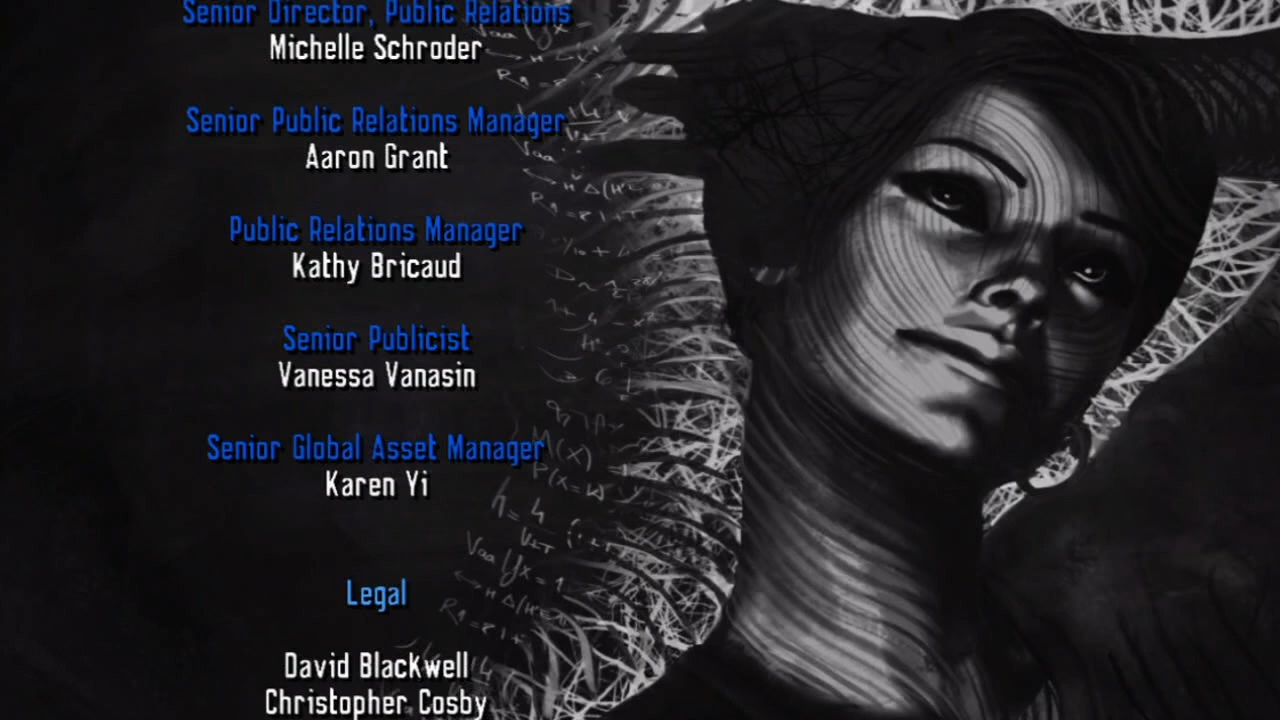 Senior Director, Public Relations
Michelle Schroder
Senior Public Relations Manager
Aaron Grant
Public Relations Manager
Kathy Bricaud
Senior Publicist
Vanessa Vanasin
Senior Global Asset Manager
Karen Yi
Legal
David Blackwell
Christopher Cosby